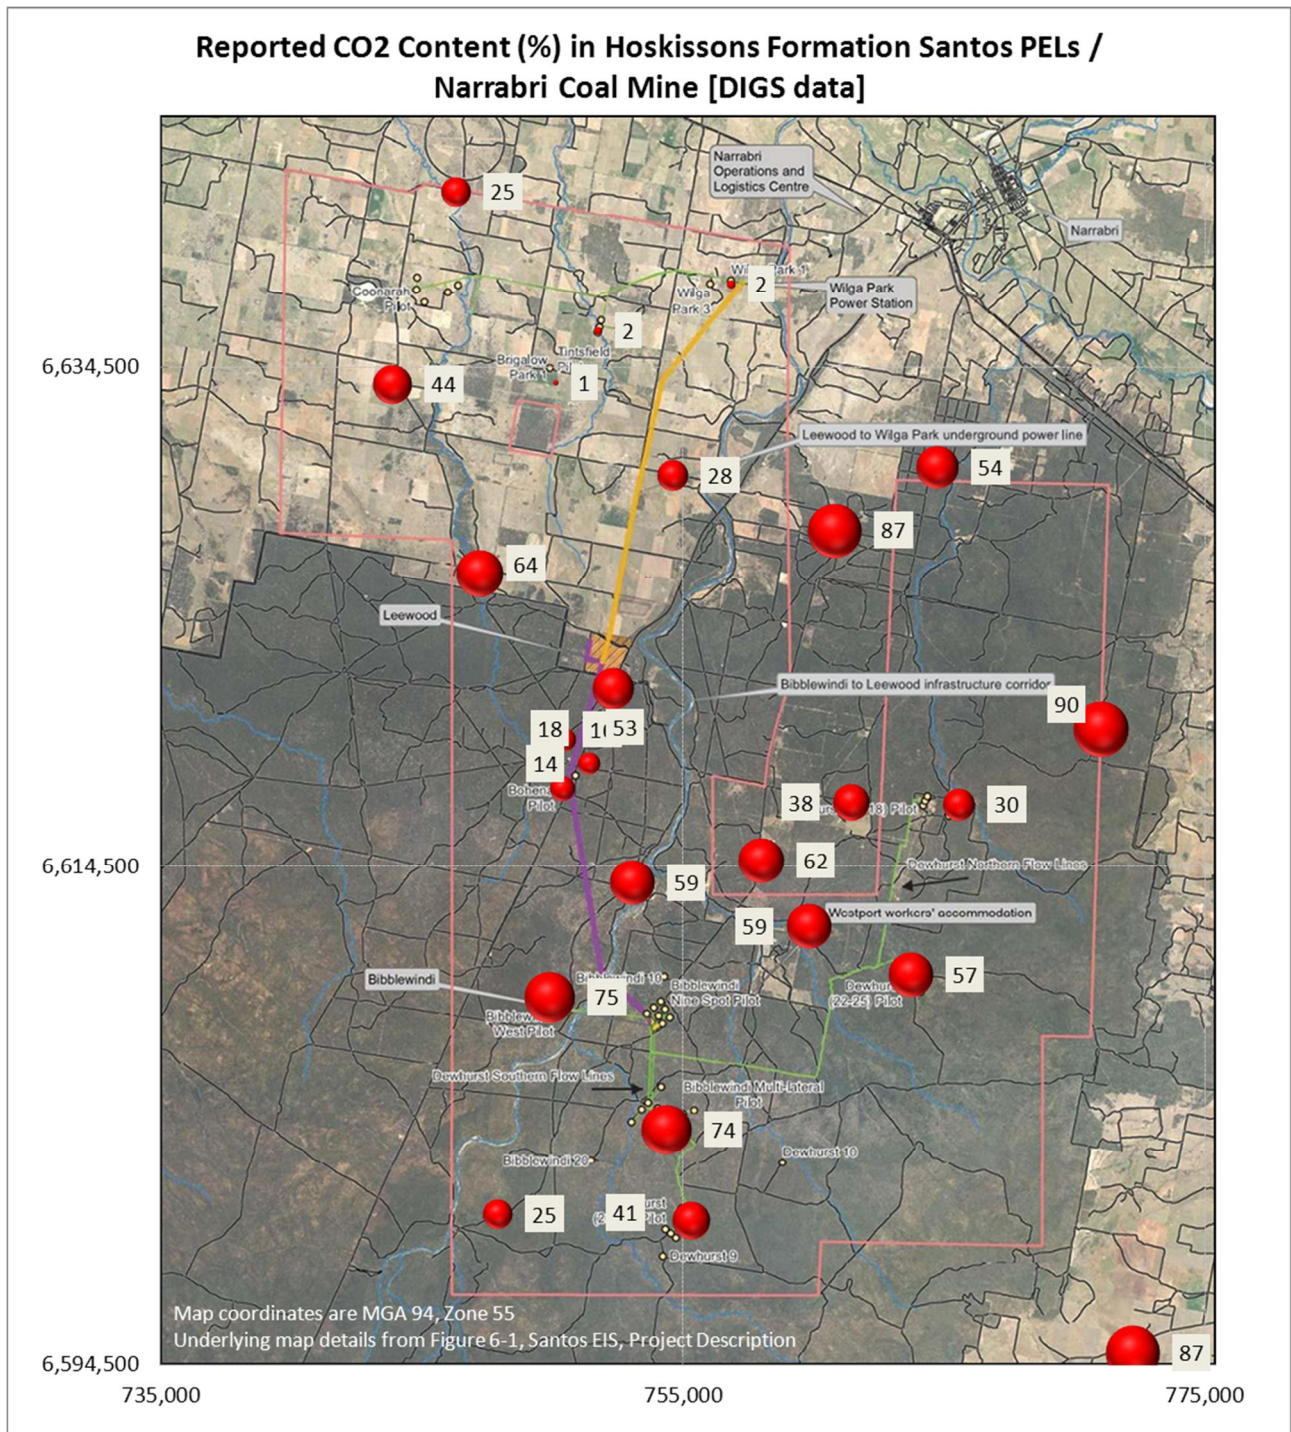 Reported CO2 Content (%) in Hoskissons Formation Santos PELs /
Narrabri Coal Mine [DIGS data]
Narrabri
Operations and
Logistics Centre
25
Narrabri
Coonarah
Pilot
Park 1
2
Wilga
Park 3
Wilga Park
Power Station
2
Tintsfield
Brigalow
Park 1
1
6,634,500
44
Leewood to Wilga Park underground power line
28
54
87
64
Leewood
Bibblewindi to Leewood infrastructure corridor
90
18
53
14
Pilot
38
18) Pilot
30
6,614,500
62
Dewhurst Northern Flow Lines
59
59
Westport workers' accommodation
57
Bibblewindi
Bibblewindi 10
Bibblewindi
Nine Spot Pilot
75
(22-25) Pilot
West Pilot
Dewhurst Southern Flow Lines
Bibblewindi Multi-lateral
Pilot
74
Bibblewindi 20
Dewhurst 10
25
41
Dewhurst 9
Map coordinates are MGA 94, Zone 55
Underlying map details from Figure 6-1, Santos EIS, Project Description
87
6,594,500
735,000
755,000
775,000